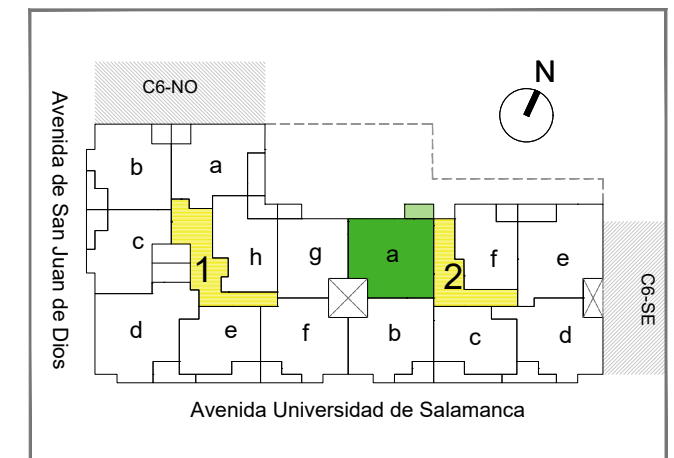 N
C6-NO
Avenida de San Juan de Dios
b
a
c
h
g
a
f
e
1
2
C6-SE
d
e
f
b
c
d
Avenida Universidad de Salamanca